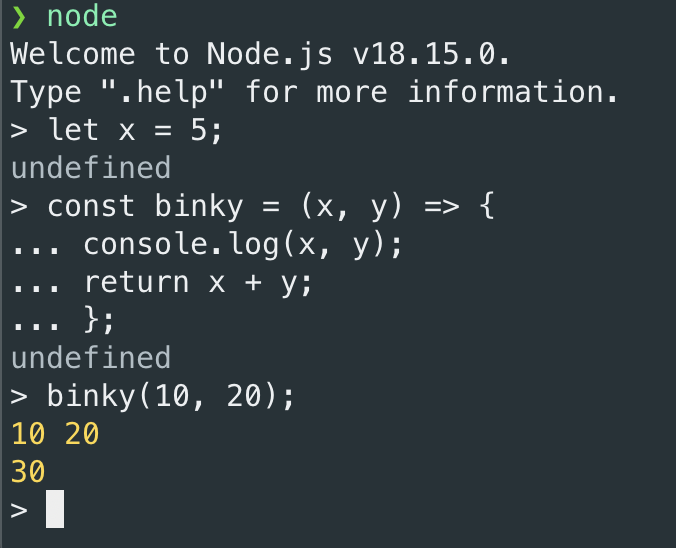 ❯ node
Welcome to Node.js v18.15.0.
Type ".help" for more information.
> let x = 5;
undefined
> const binky = (x, y) => {
... console.log(x, y);
... return x + y;
... };
undefined
> binky(10, 20);
10 20
30
>